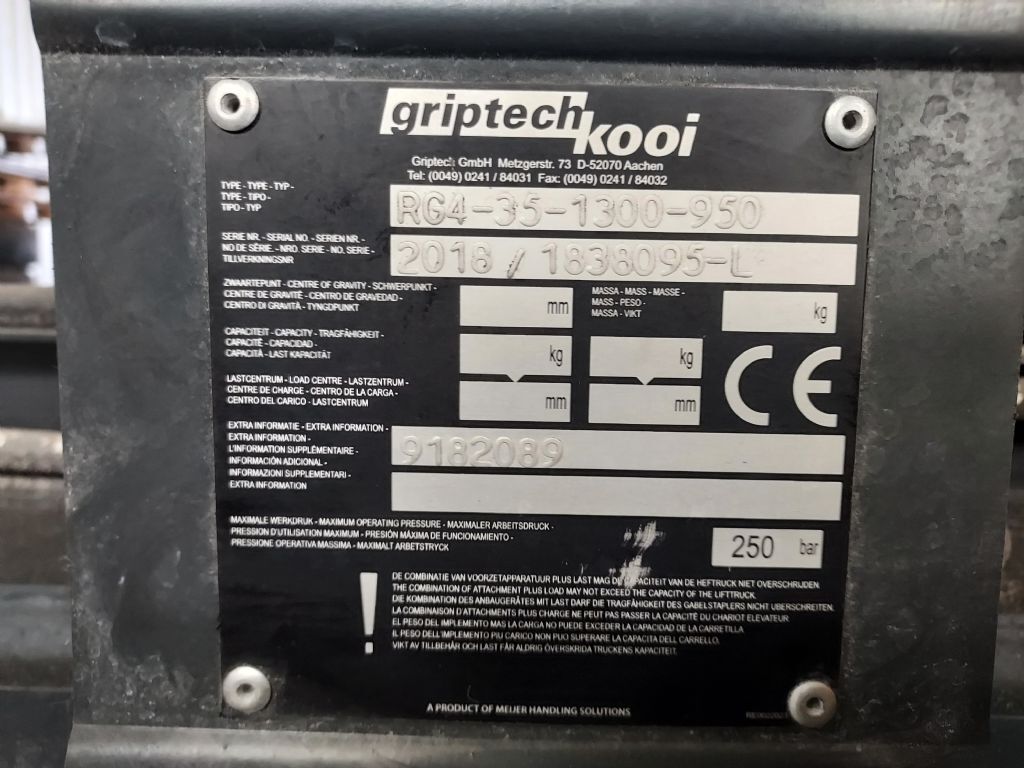 griptech kooi
Griptech GmbH Metzgerstr. 73 D-52070 Aachen
Tel: (0049) 0241 / 84031 Fax: (0049) 0241 / 84032
TYPE - TYPE - TYP -
TYPE - TIPO -
TIPO - TYP
RG4-35-1300-950
SERIE NR. - SERIAL NO. - SERIEN NR. -
NO DE SÉRIE. - NRO. SERIE - NO. SERIE -
TILLVERKNINGSNR
2018 / 1838095-L
ZWAARTEPUNT - CENTRE OF GRAVITY - SCHWERPUNKT -
CENTRE DE GRAVITÉ - CENTRO DE GRAVEDAD -
CENTRO DI GRAVITÀ - TYNGDPUNKT
mm
MASSA - MASS - MASSE -
MASS - PESO -
MASSA - VIKT
kg
CAPACITEIT - CAPACITY - TRAGFÄHIGKEIT -
CAPACITÉ - CAPACIDAD -
CAPACITÀ - LAST KAPACITÄT
kg
kg
CE
LASTCENTRUM - LOAD CENTRE - LASTZENTRUM -
CENTRE DE CHARGE - CENTRO DE LA CARGA -
CENTRO DEL CARICO - LASTCENTRUM
mm
mm
EXTRA INFORMATIE - EXTRA INFORMATION -
EXTRA INFORMATION -
L'INFORMATION SUPPLÉMENTAIRE -
INFORMACIÓN ADICIONAL -
INFORMAZIONI SUPPLEMENTARI -
EXTRA INFORMATION
9182089
MAXIMALE WERKDRUK - MAXIMUM OPERATING PRESSURE - MAXIMALER ARBEITSDRUCK -
PRESSION D'UTILISATION MAXIMUM - PRESIÓN MÁXIMA DE FUNCIONAMIENTO -
PRESSIONE OPERATIVA MASSIMA - MAXIMALT ARBETSTRYCK
250 bar
!
DE COMBINATIE VAN VOORZETAPPARATUUR PLUS LAST MAG DE CAPACITEIT VAN DE HEFTRUCK NIET OVERSCHRIJDEN.
THE COMBINATION OF ATTACHMENT PLUS LOAD MAY NOT EXCEED THE CAPACITY OF THE LIFTTRUCK.
DIE KOMBINATION DES ANBAUGERÄTES MIT LAST DARF DIE TRAGFÄHIGKEIT DES GABELSTAPLERS NICHT UBERSCHREITEN.
LA COMBINAISON D'ATTACHMENTS PLUS CHARGE NE PEUT PAS PASSER LA CAPACITÉ DU CHARIOT ELEVATEUR.
EL PESO DEL IMPLEMENTO MAS LA CARGA NO PUEDE EXCEDER LA CAPACIDAD DE LA CARRETILLA
IL PESO DELL'IMPLEMENTO PIU CARICO NON PUO SUPERARE LA CAPACITA DELL CARRELLO.
VIKT AV TILLBEHÄR OCH LAST FÅR ALDRIG ÖVERSKRIDA TRUCKENS KAPACITEIT.
A PRODUCT OF MEIJER HANDLING SOLUTIONS